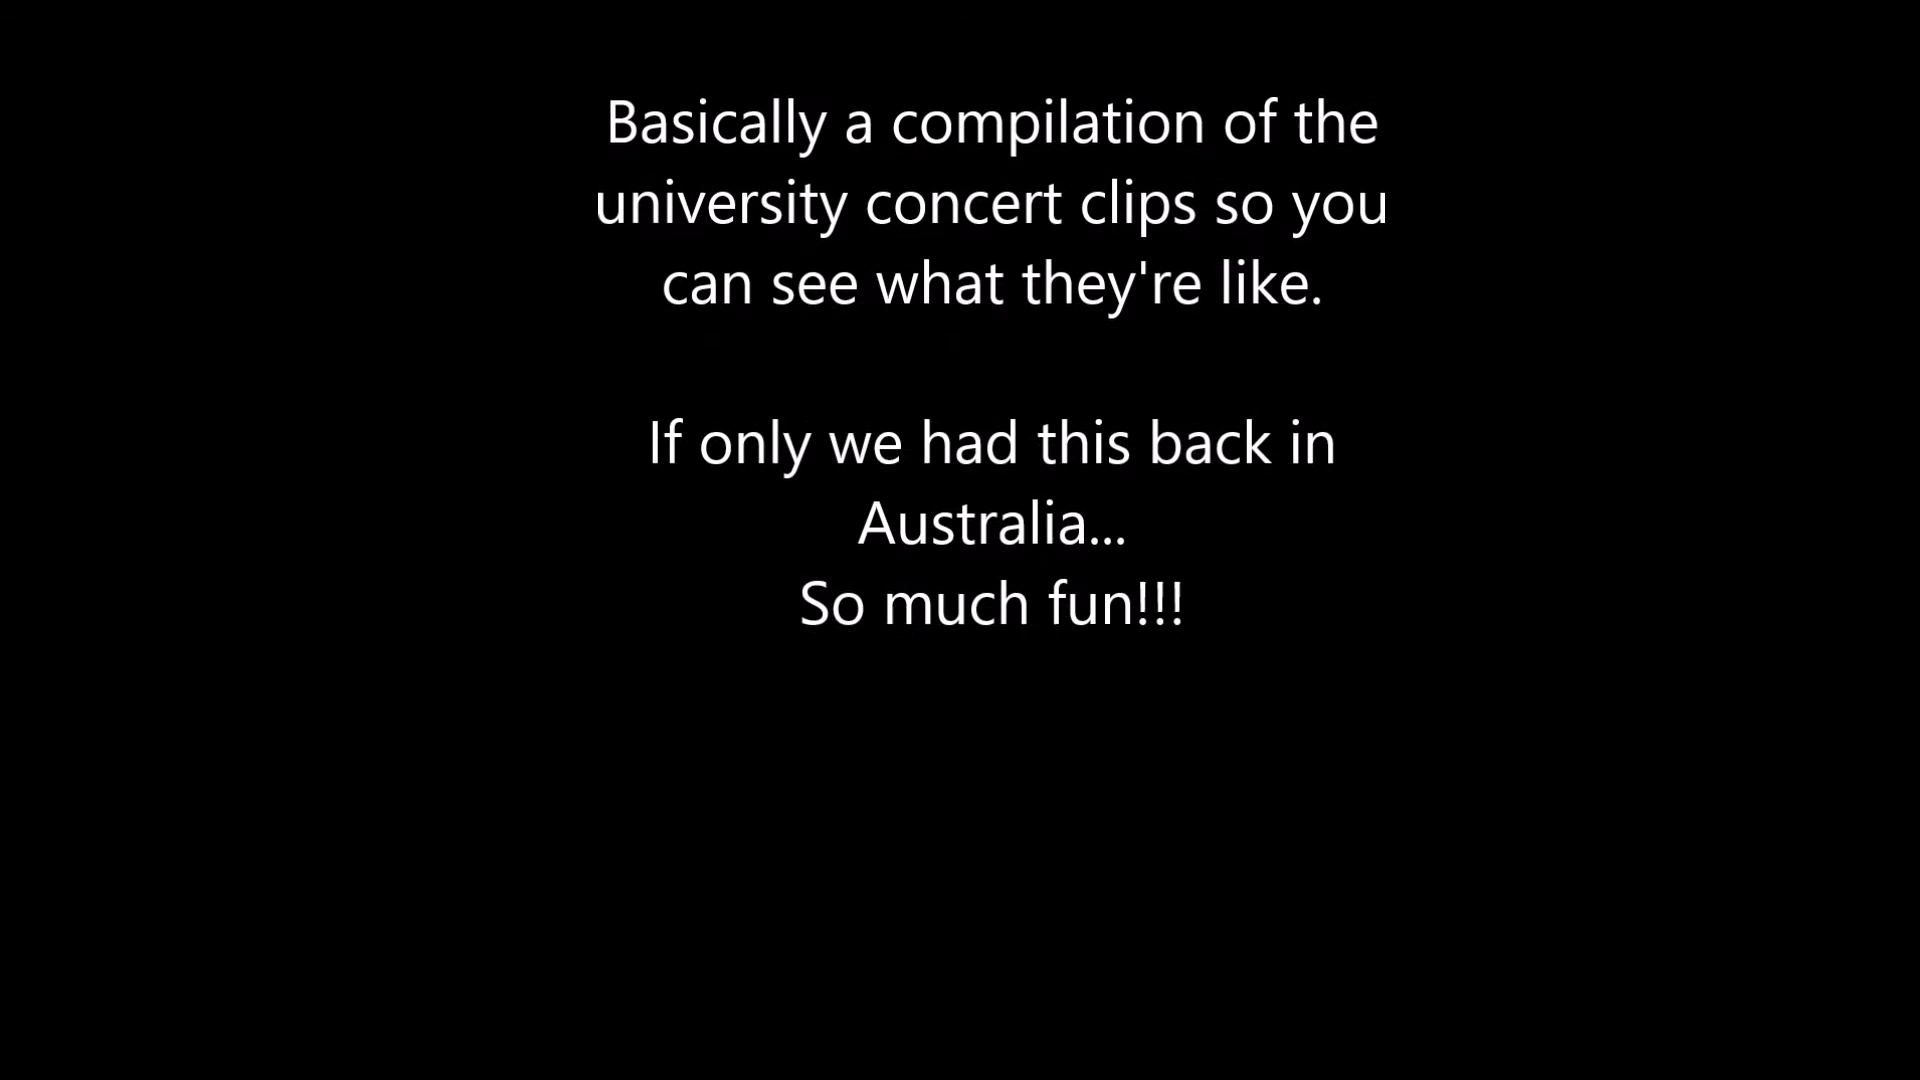 Basically a compilation of the
university concert clips so you
can see what they're like.
If only we had this back in
Australia...
So much fun!!!